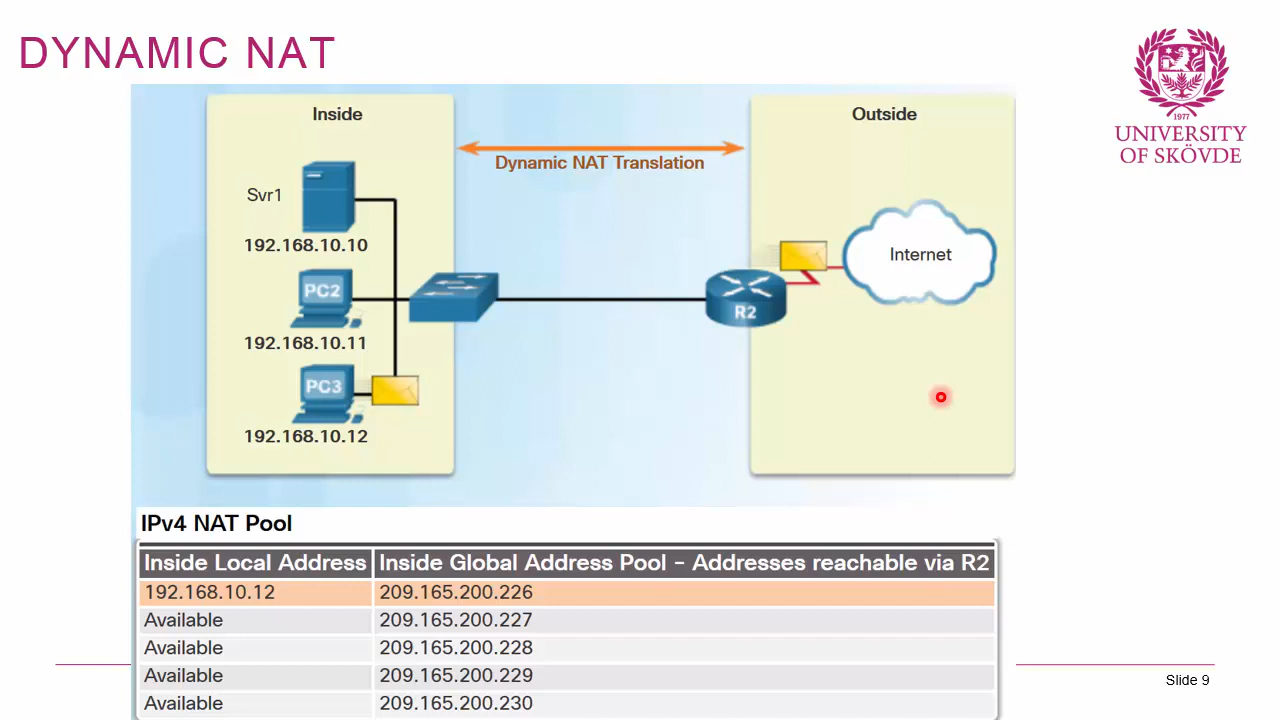 DYNAMIC NAT
1977
UNIVERSITY
OF SKÖVDE
Inside
Outside
Dynamic NAT Translation
Svr1
192.168.10.10
PC2
192.168.10.11
PC3
192.168.10.12
R2
Internet
IPv4 NAT Pool
Inside Local Address Inside Global Address Pool - Addresses reachable via R2
192.168.10.12 209.165.200.226
Available 209.165.200.227
Available 209.165.200.228
Available 209.165.200.229
Available 209.165.200.230
Slide 9